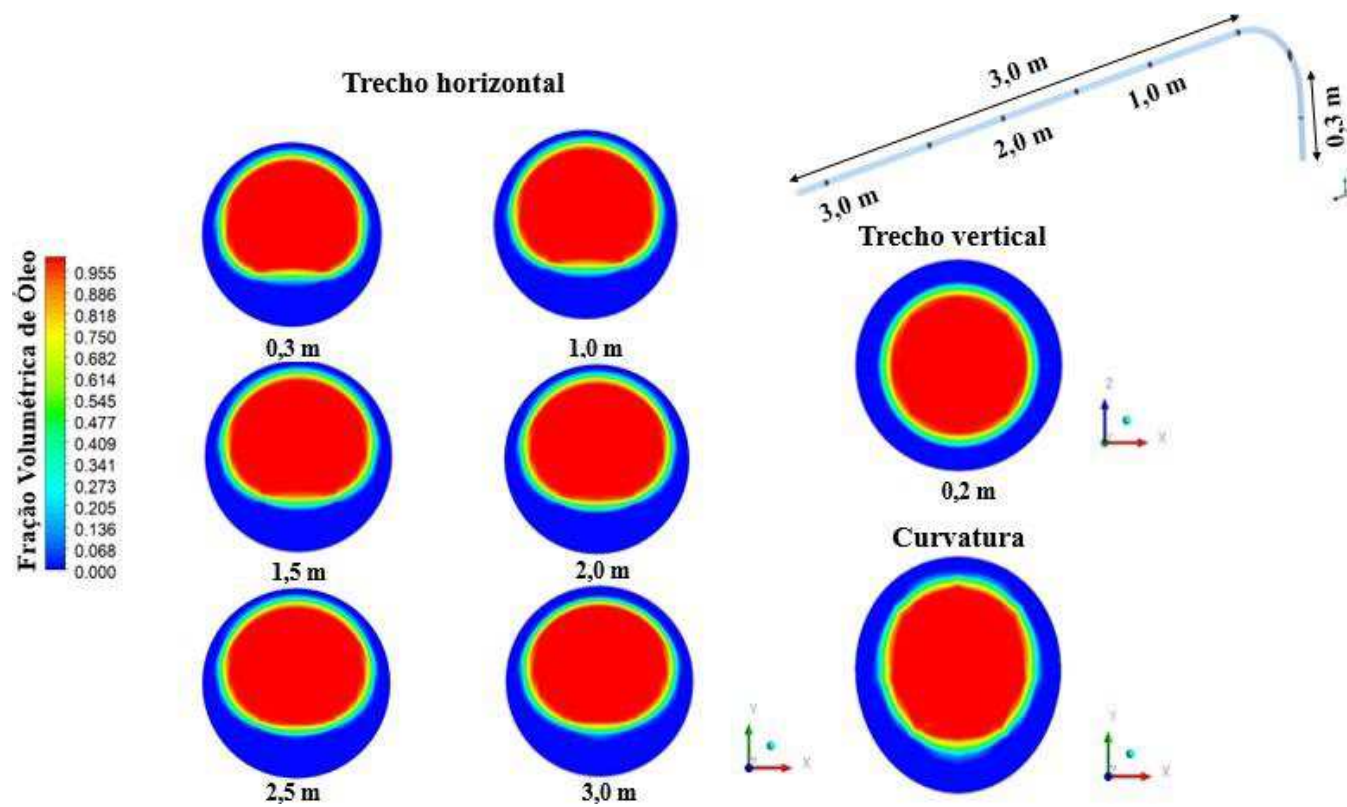 Trecho horizontal
0,3 m
1,0 m
1,5 m
2,0 m
2,5 m
3,0 m
Fração Volumétrica de Óleo
0.955
0.886
0.818
0.750
0.682
0.614
0.545
0.477
0.409
0.341
0.273
0.205
0.136
0.068
0.000
3,0 m
1,0 m
2,0 m
3,0 m
0,3 m
Trecho vertical
0,2 m
Z
X
Curvatura
Y
X
Y
X